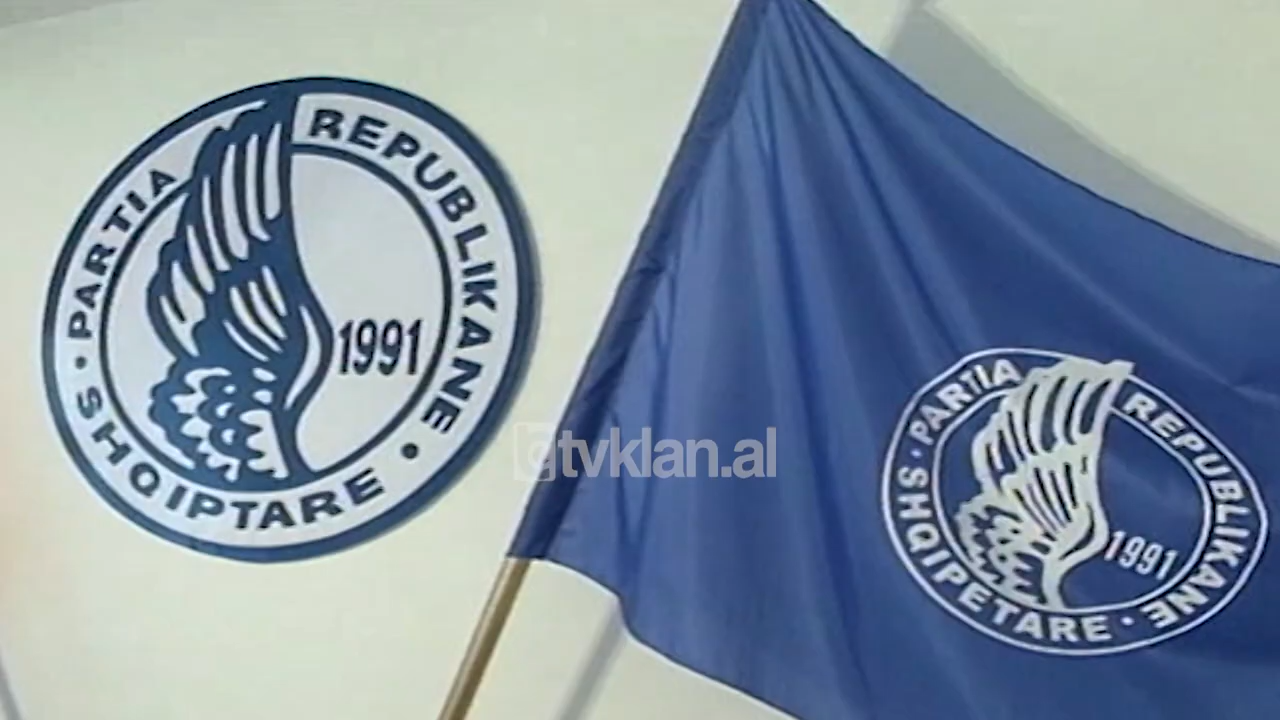 PARTIA REPUBLIKANE
• SHQIPTARE •
1991
PARTIA REPUBLIKANE
• SHQIPETARE •
1991
tvklan.al